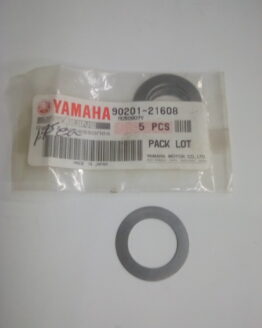 YAMAHA 90201-21608
5 PCS
PACK LOT
YAMAHA MOTOR CO.,LTD.
MADE IN JAPAN